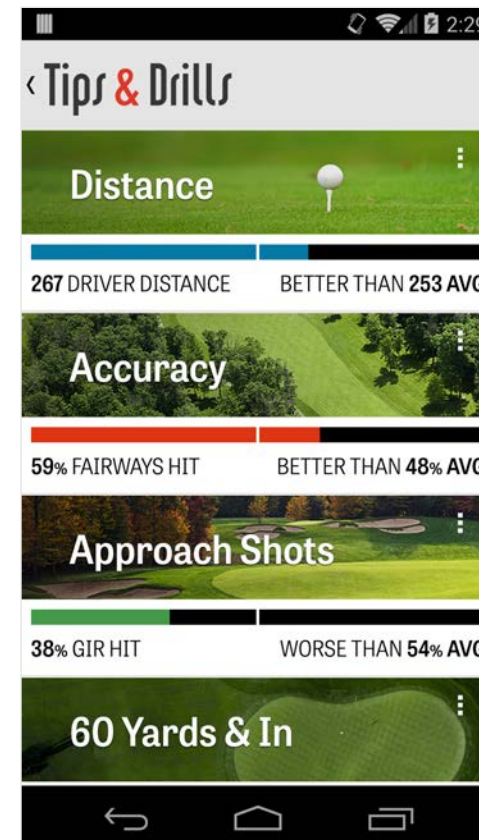 2:29
‹ Tips & Drills
Distance
267 DRIVER DISTANCE BETTER THAN 253 AVG
Accuracy
59% FAIRWAYS HIT BETTER THAN 48% AVG
Approach Shots
38% GIR HIT WORSE THAN 54% AVG
60 Yards & In